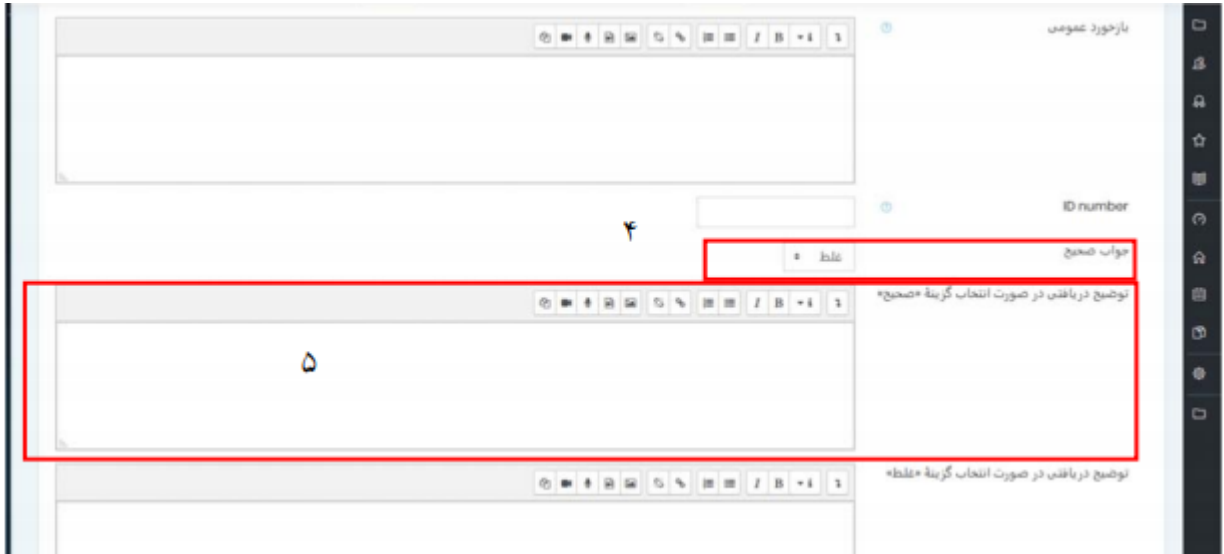 بازخورد عمومی
ID number
۴
جواب صحیح
غلط
توضیح دریافتی در صورت انتخاب گزینهٔ «صحیح»
۵
توضیح دریافتی در صورت انتخاب گزینهٔ «غلط»